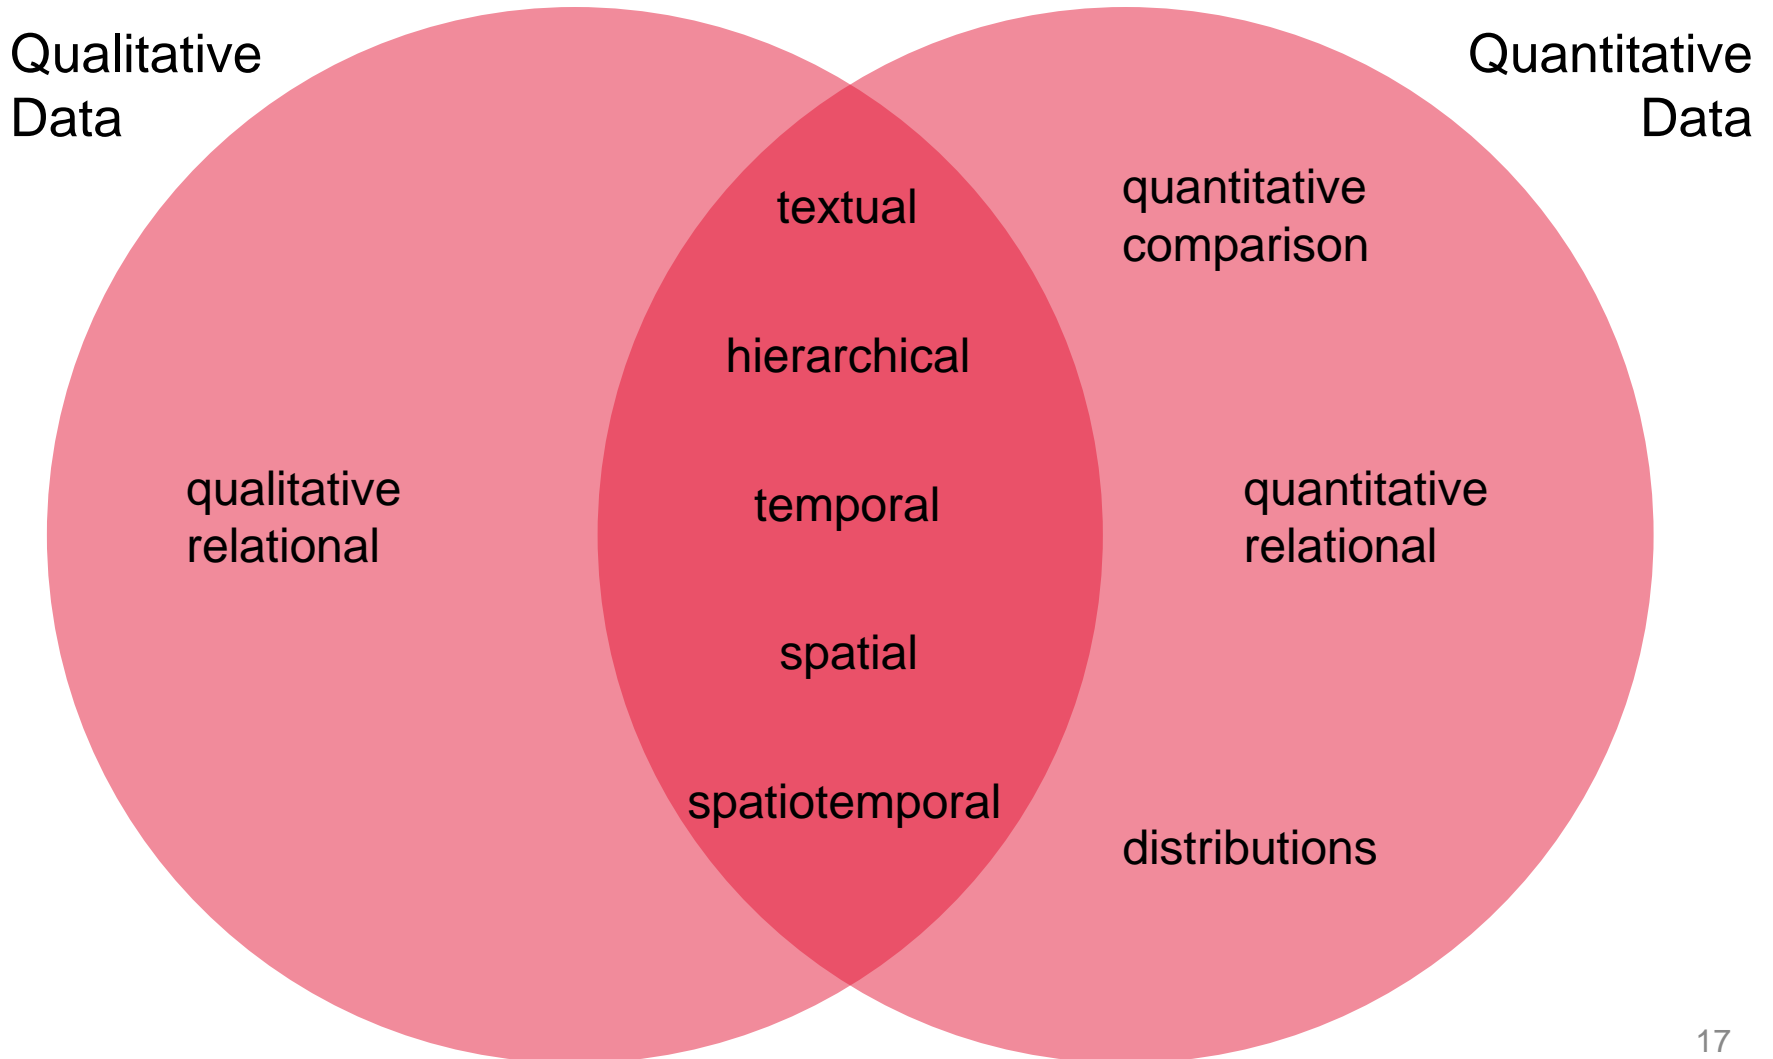 Qualitative
Data
Quantitative
Data
textual
hierarchical
temporal
spatial
spatiotemporal
qualitative
relational
quantitative
comparison
quantitative
relational
distributions
17